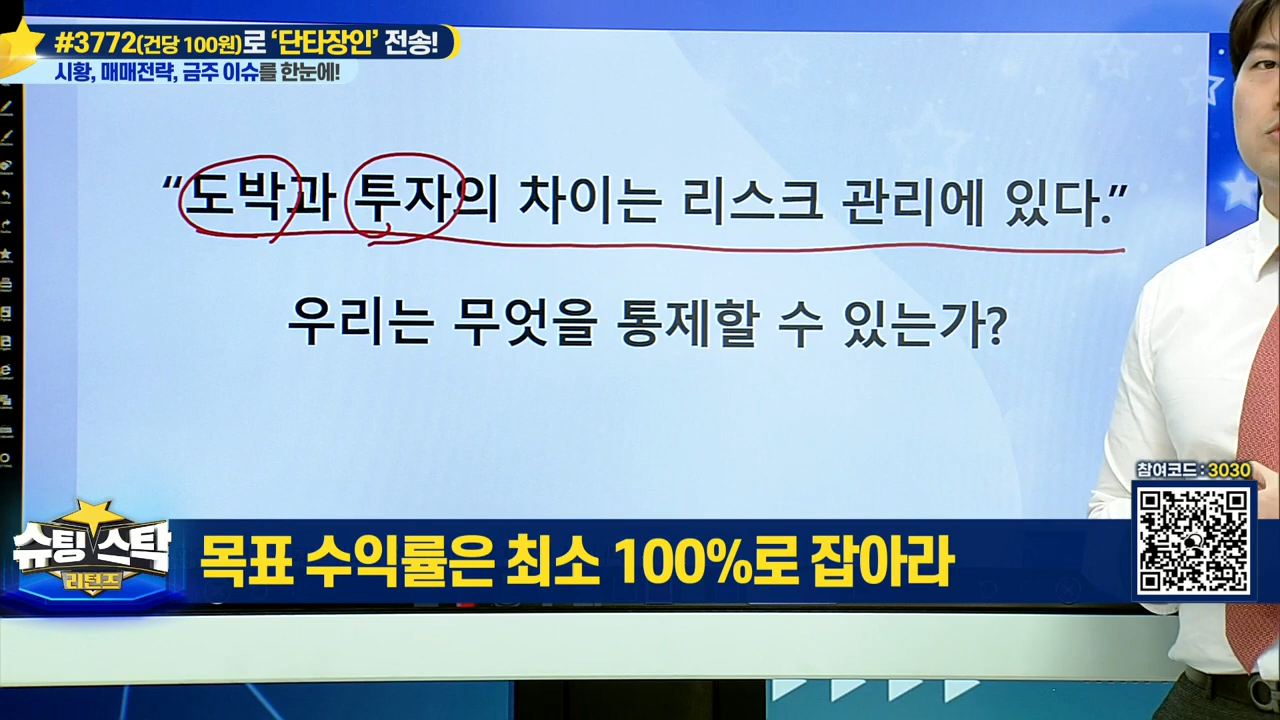 #3772(건당 100원)로 ‘단타장인’ 전송!
시황, 매매전략, 금주 이슈를 한눈에!
“도박과 투자의 차이는 리스크 관리에 있다.”
우리는 무엇을 통제할 수 있는가?
참여코드 : 3030
슈팅 스탁
리턴즈
목표 수익률은 최소 100%로 잡아라